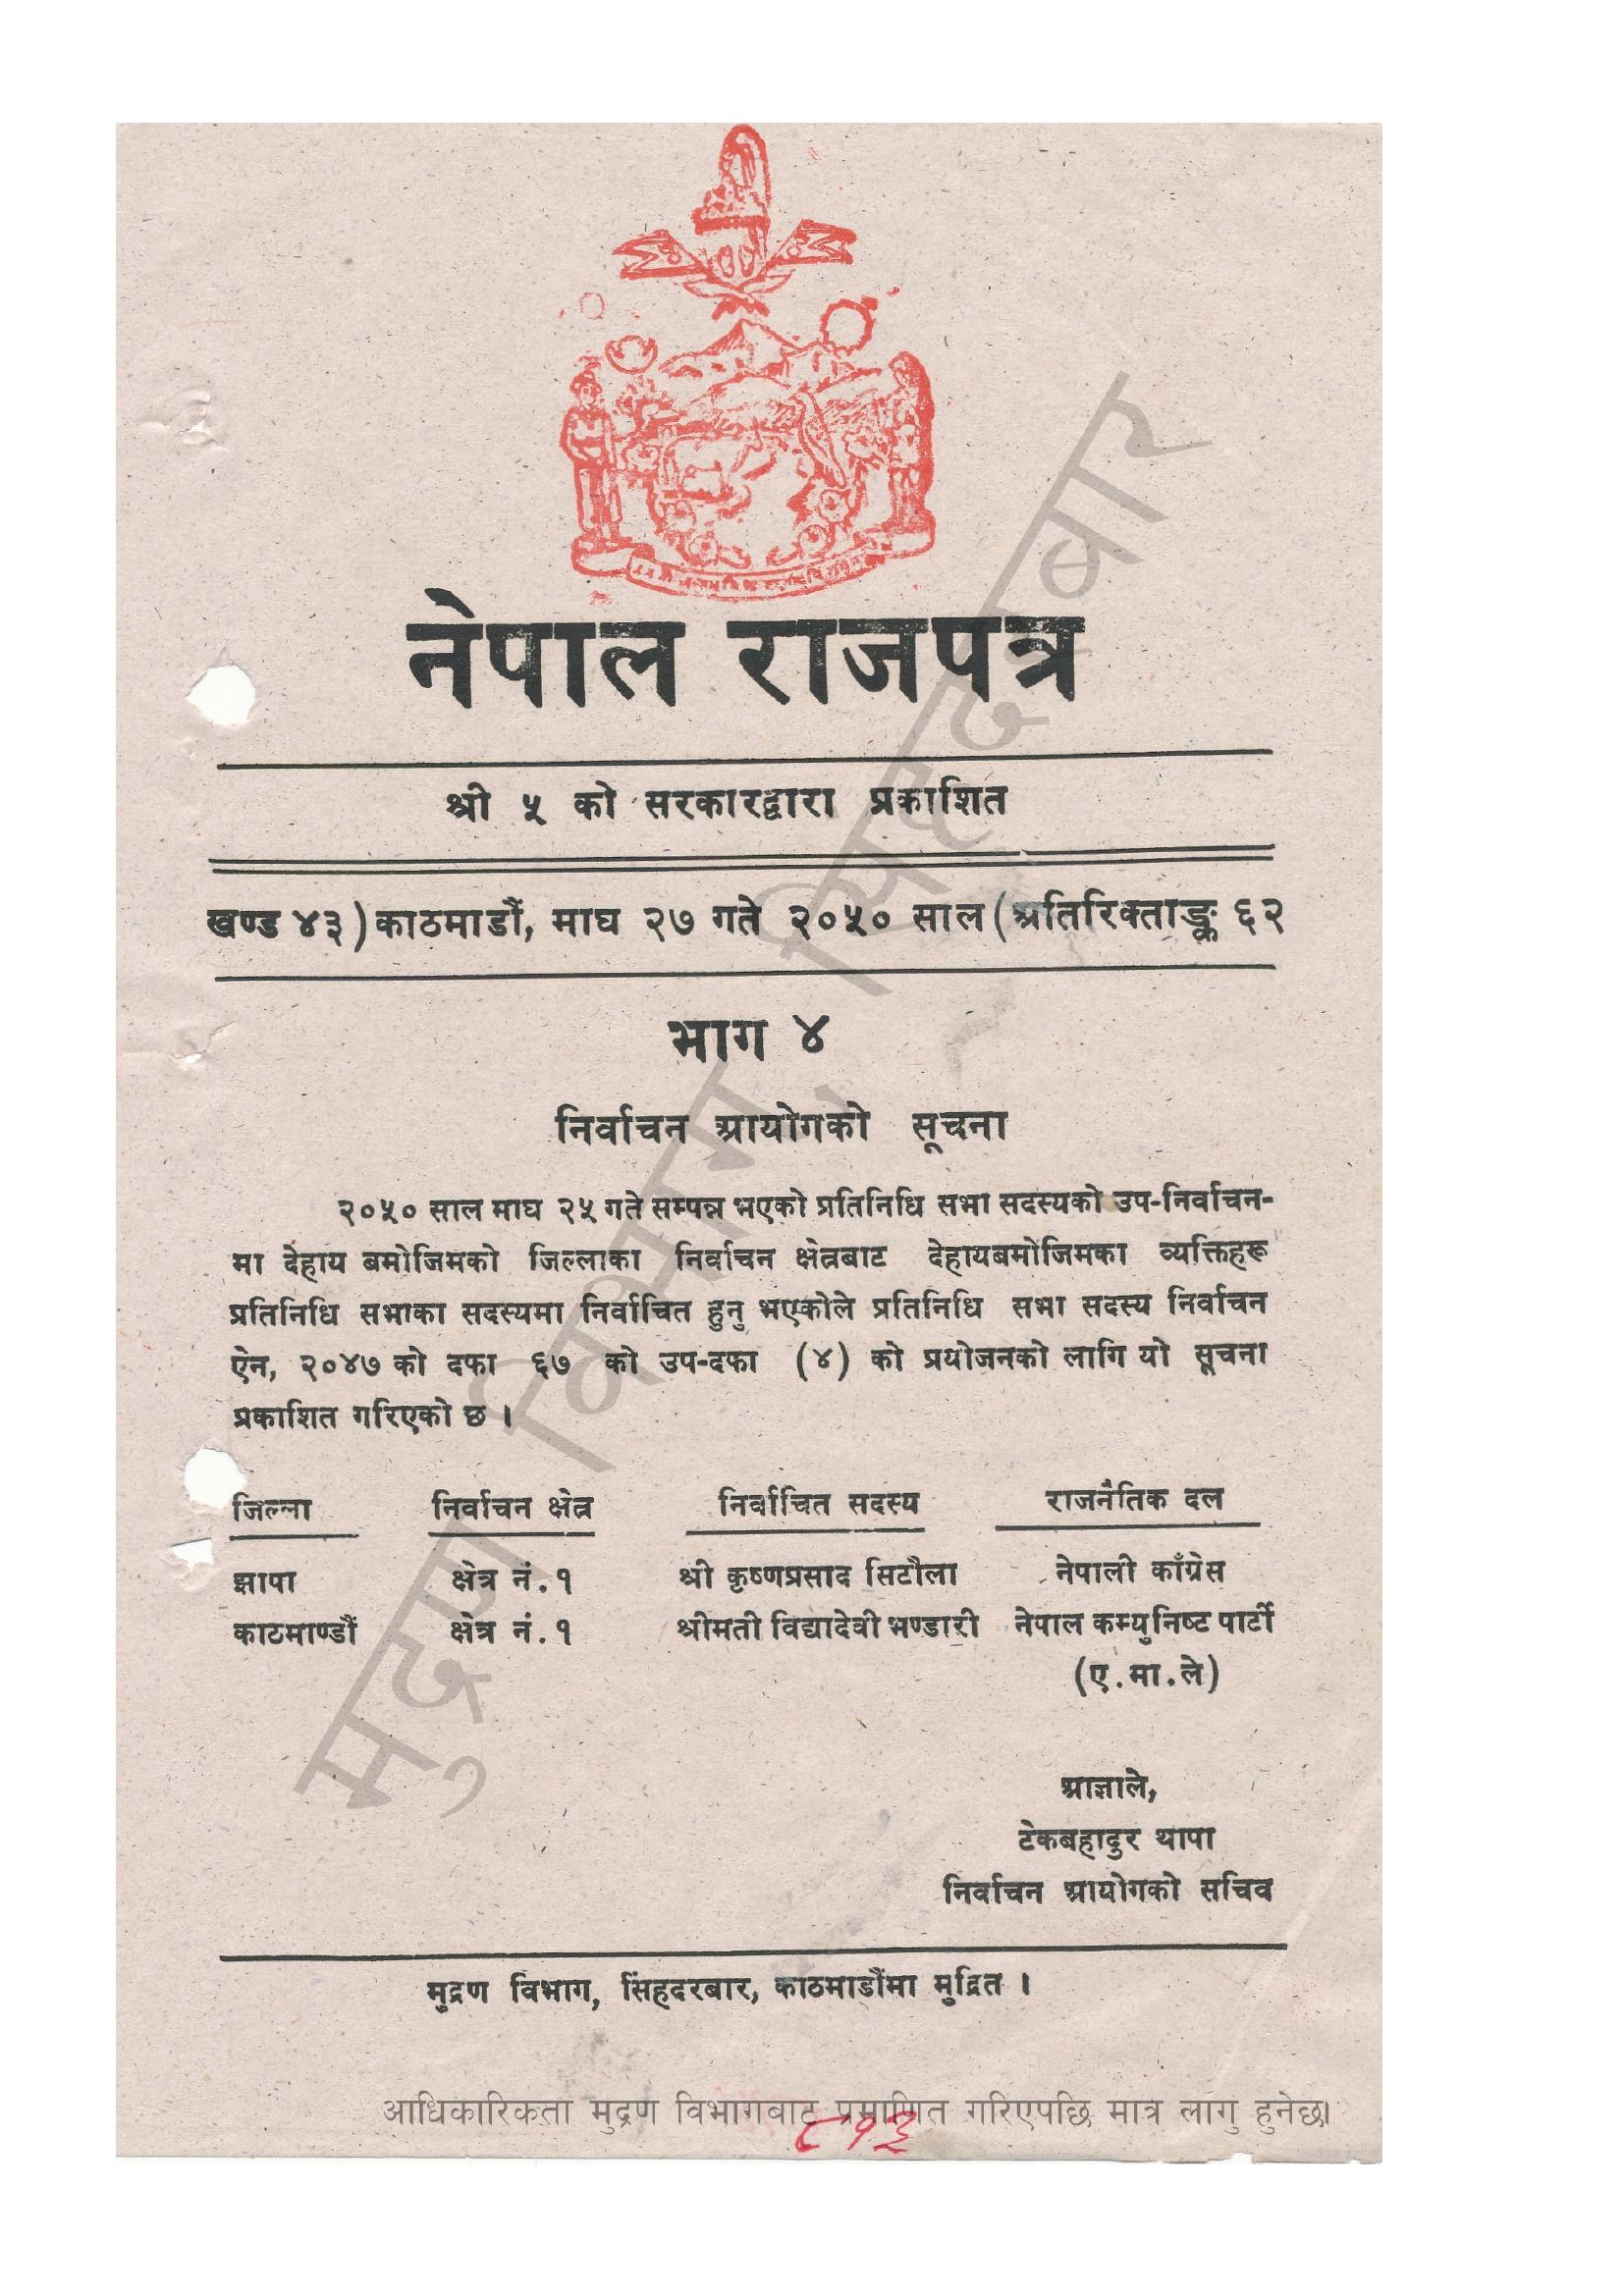 नेपाल राजपत्र
श्री ५ को सरकारद्वारा प्रकाशित
खण्ड ४३) काठमाडौं, माघ २७ गते २०५० साल (अतिरिक्ताङ्क ६२
भाग ४
निर्वाचन आयोगको सूचना
२०५० साल माघ २५ गते सम्पन्न भएको प्रतिनिधि सभा सदस्यको उप-निर्वाचन-
मा देहाय बमोजिमको जिल्लाका निर्वाचन क्षेत्रबाट देहायबमोजिमका व्यक्तिहरू
प्रतिनिधि सभाका सदस्यमा निर्वाचित हुनु भएकोले प्रतिनिधि सभा सदस्य निर्वाचन
ऐन, २०४७ को दफा ६७ को उप-दफा (४) को प्रयोजनको लागि यो सूचना
प्रकाशित गरिएको छ ।
जिल्ला निर्वाचन क्षेत्र निर्वाचित सदस्य राजनैतिक दल
झापा क्षेत्र नं. १ श्री कृष्णप्रसाद सिटौला नेपाली काँग्रेस
काठमाण्डौं क्षेत्र नं. १ श्रीमती विद्यादेवी भण्डारी नेपाल कम्युनिष्ट पार्टी
(ए.मा.ले)
आज्ञाले,
टेकबहादुर थापा
निर्वाचन आयोगको सचिव
मुद्रण विभाग, सिंहदरबार, काठमाडौंमा मुद्रित ।
आधिकारिकता मुद्रण विभागबाट प्रमाणित गरिएपछि मात्र लागु हुनेछ।
८१३
मुद्रण विभाग, सिंहदरबार